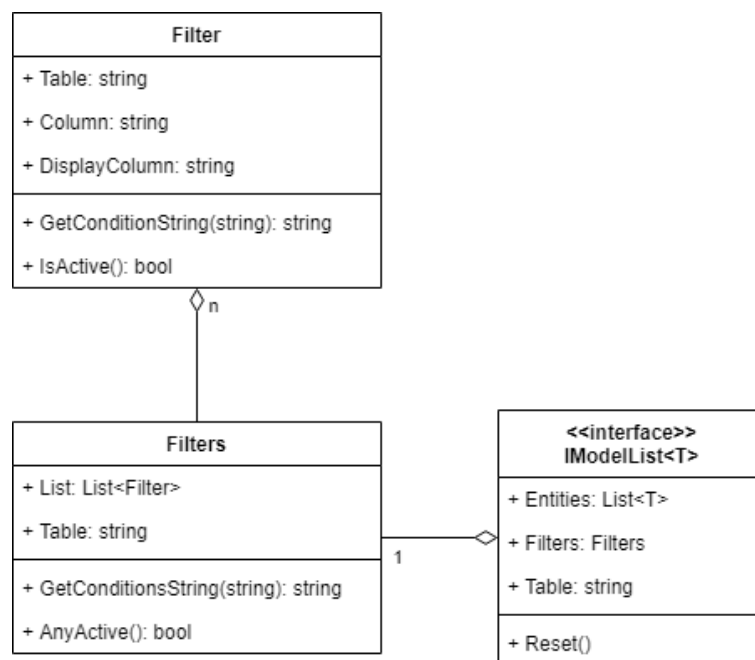 Filter
+ Table: string
+ Column: string
+ DisplayColumn: string
+ GetConditionString(string): string
+ IsActive(): bool
n
Filters
+ List: List<Filter>
+ Table: string
+ GetConditionsString(string): string
+ AnyActive(): bool
1
<<interface>>
IModelList<T>
+ Entities: List<T>
+ Filters: Filters
+ Table: string
+ Reset()